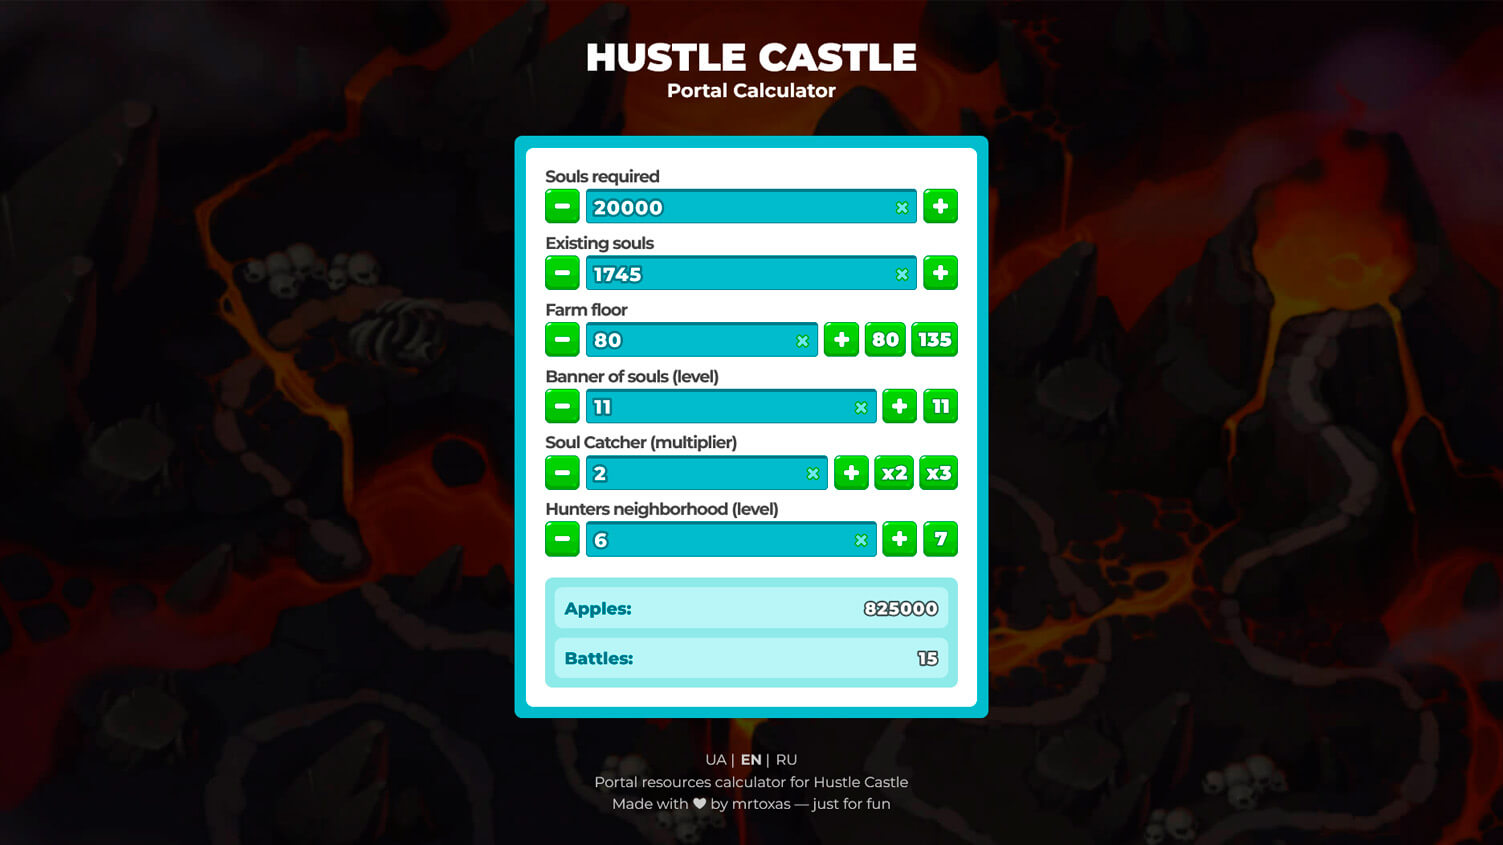 HUSTLE CASTLE
Portal Calculator
Souls required
− 20000 × +
Existing souls
− 1745 × +
Farm floor
− 80 × + 80 135
Banner of souls (level)
− 11 × + 11
Soul Catcher (multiplier)
− 2 × + x2 x3
Hunters neighborhood (level)
− 6 × + 7
Apples: 825000
Battles: 15
UA | EN | RU
Portal resources calculator for Hustle Castle
Made with ♥ by mrtoxas — just for fun